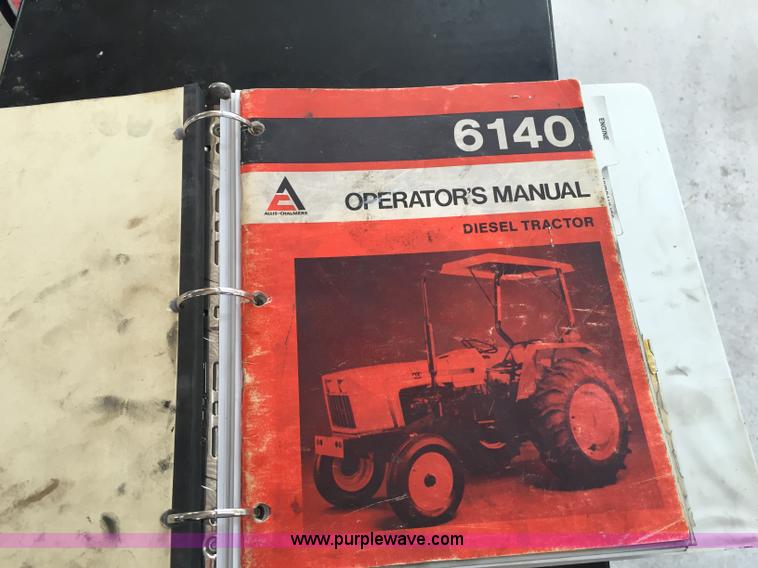 6140
OPERATOR'S MANUAL
ALLIS-CHALMERS
DIESEL TRACTOR
ENGINE
www.purplewave.com